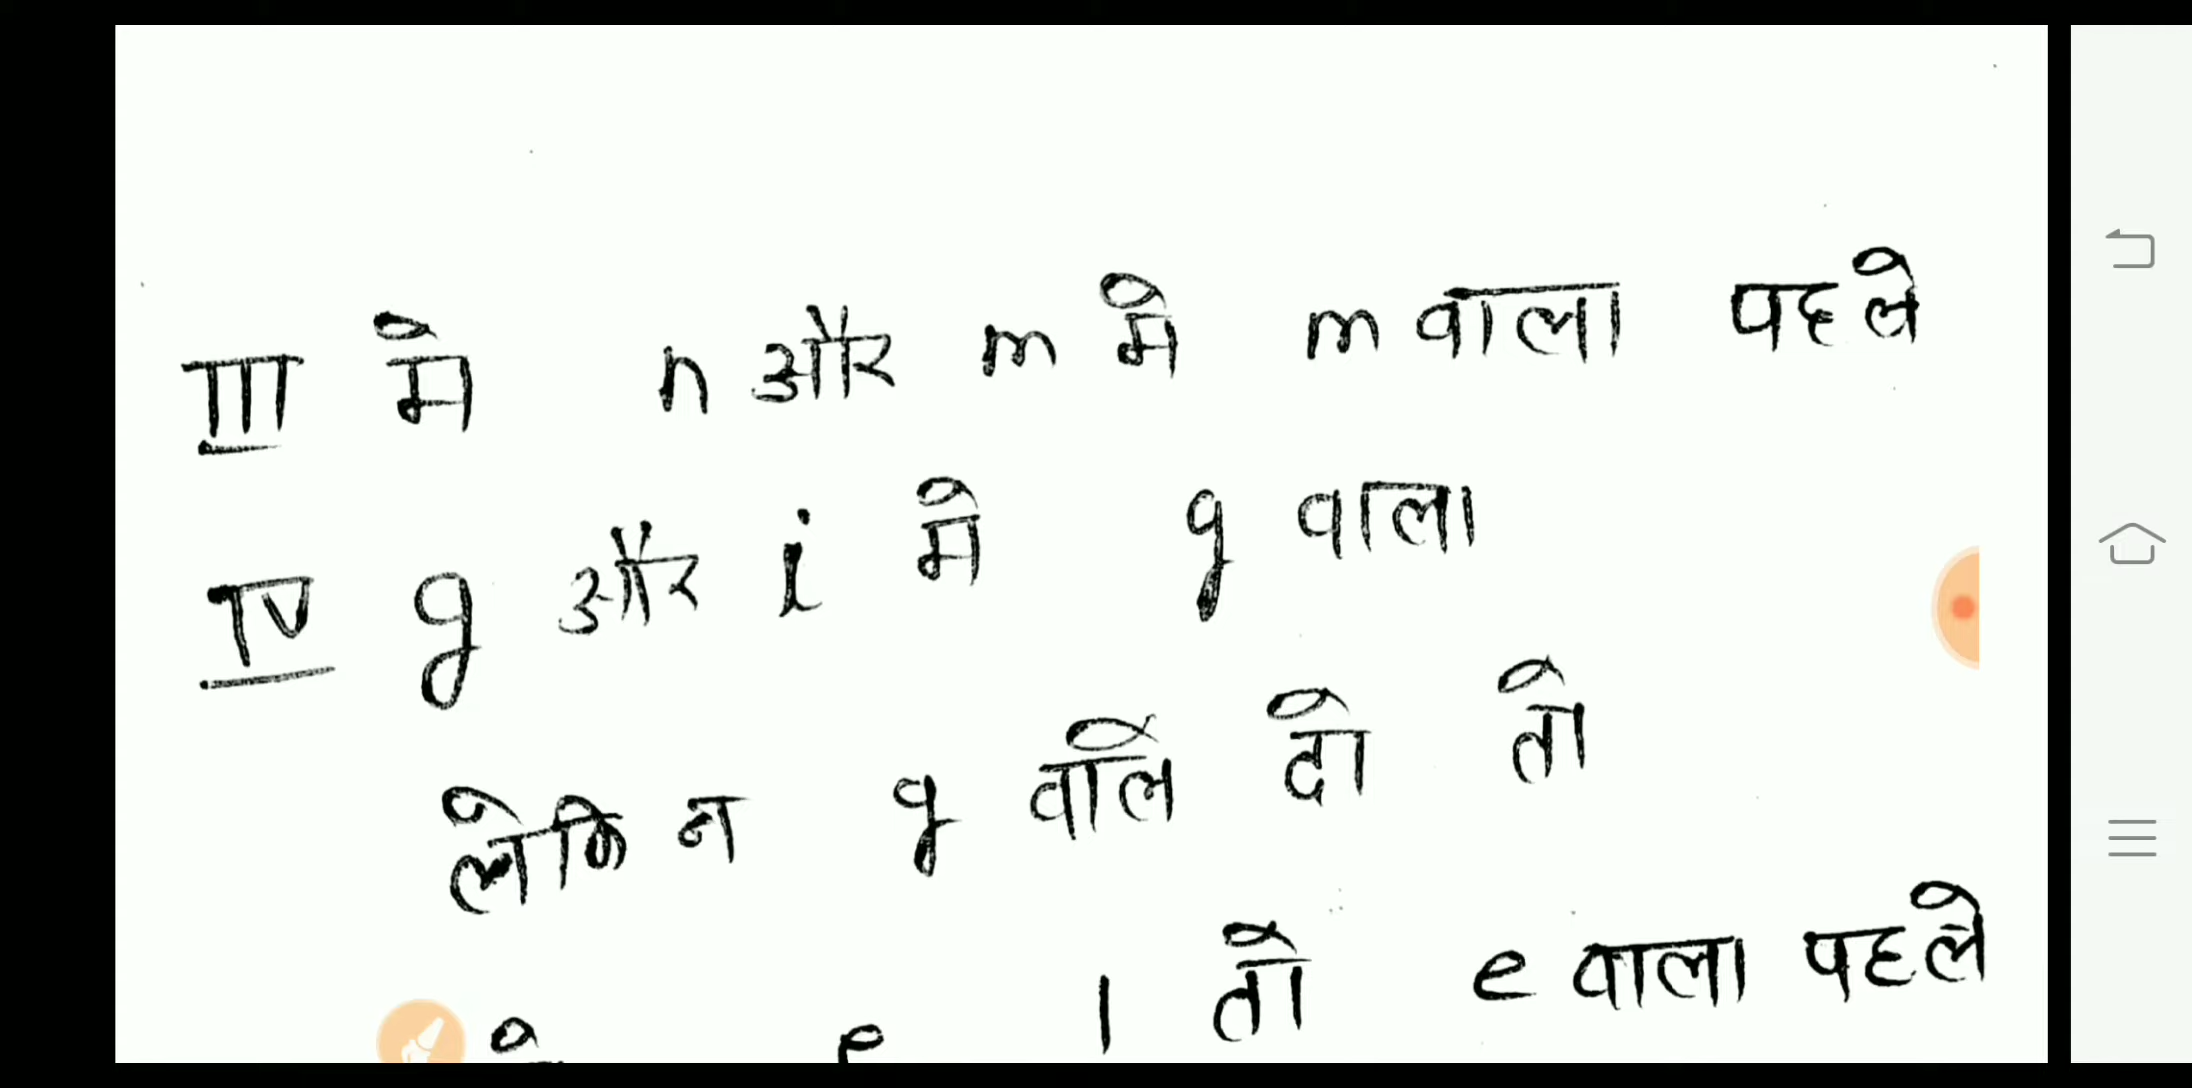 III मे n और m मे m वाला पहले
IV g और i मे g वाला
लेकिन g वाले दो तो
e l तो e वाला पहले